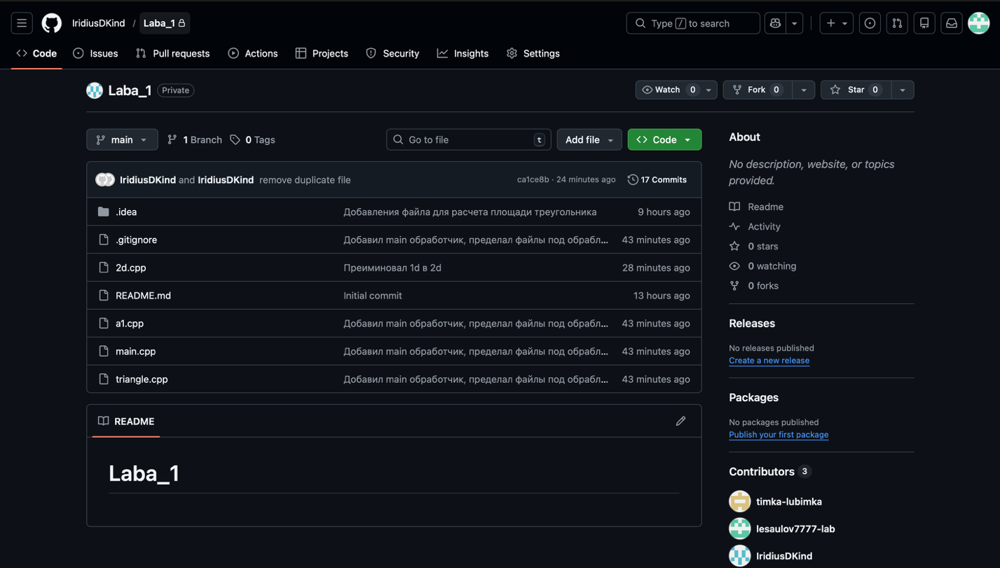 IridiusDKind / Laba_1
Type / to search
Code Issues Pull requests Actions Projects Security Insights Settings
Laba_1 Private
Watch 0 Fork 0 Star 0
main 1 Branch 0 Tags Go to file t Add file Code
IridiusDKind and IridiusDKind remove duplicate file ca1ce8b · 24 minutes ago 17 Commits
.idea Добавления файла для расчета площади треугольника 9 hours ago
.gitignore Добавил main обработчик, пределал файлы под обрабл... 43 minutes ago
2d.cpp Преиминовал 1d в 2d 28 minutes ago
README.md Initial commit 13 hours ago
a1.cpp Добавил main обработчик, пределал файлы под обрабл... 43 minutes ago
main.cpp Добавил main обработчик, пределал файлы под обрабл... 43 minutes ago
triangle.cpp Добавил main обработчик, пределал файлы под обрабл... 43 minutes ago
README
Laba_1
About
No description, website, or topics
provided.
Readme
Activity
0 stars
0 watching
0 forks
Releases
No releases published
Create a new release
Packages
No packages published
Publish your first package
Contributors 3
timka-lubimka
lesaulov7777-lab
IridiusDKind